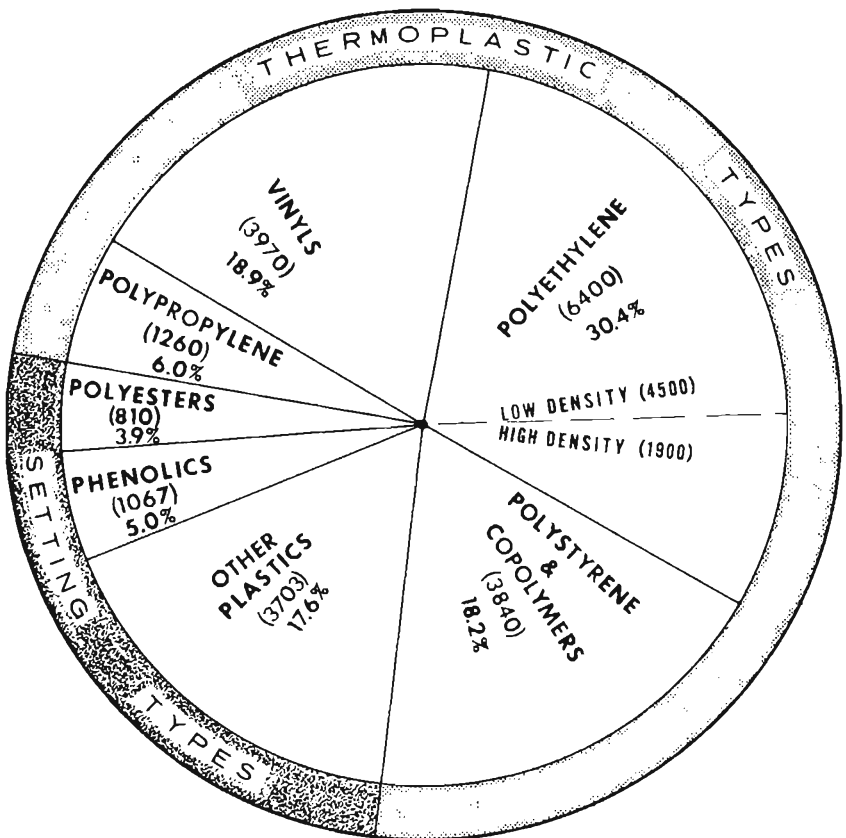 THERMOPLASTIC TYPES
VINYLS
(3970)
18.9%
POLYETHYLENE
(6400)
30.4%
LOW DENSITY (4500)
HIGH DENSITY (1900)
POLYPROPYLENE
(1260)
6.0%
POLYESTERS
(810)
3.9%
PHENOLICS
(1067)
5.0%
OTHER
PLASTICS
(3703)
17.6%
POLYSTYRENE
&
COPOLYMERS
(3840)
18.2%
SETTING TYPES